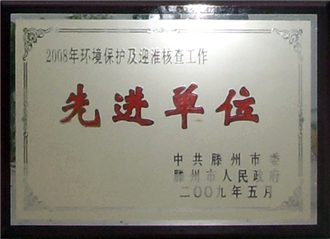 2008年环境保护及迎淮核查工作
先进单位
中共滕州市委
滕州市人民政府
二〇〇九年五月